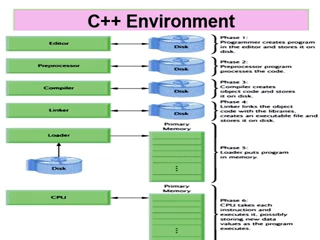 C++ Environment
Editor
Disk
Phase 1:
Programmer creates program
in the editor and stores it on
disk.
Preprocessor
Disk
Phase 2:
Preprocessor program
processes the code.
Compiler
Disk
Phase 3:
Compiler creates
object code and stores
it on disk.
Linker
Disk
Phase 4:
Linker links the object
code with the libraries,
creates an executable file and
stores it on disk.
Loader
Disk
Primary
Memory
Phase 5:
Loader puts program
in memory.
CPU
Primary
Memory
Phase 6:
CPU takes each
instruction and
executes it, possibly
storing new data
values as the program
executes.